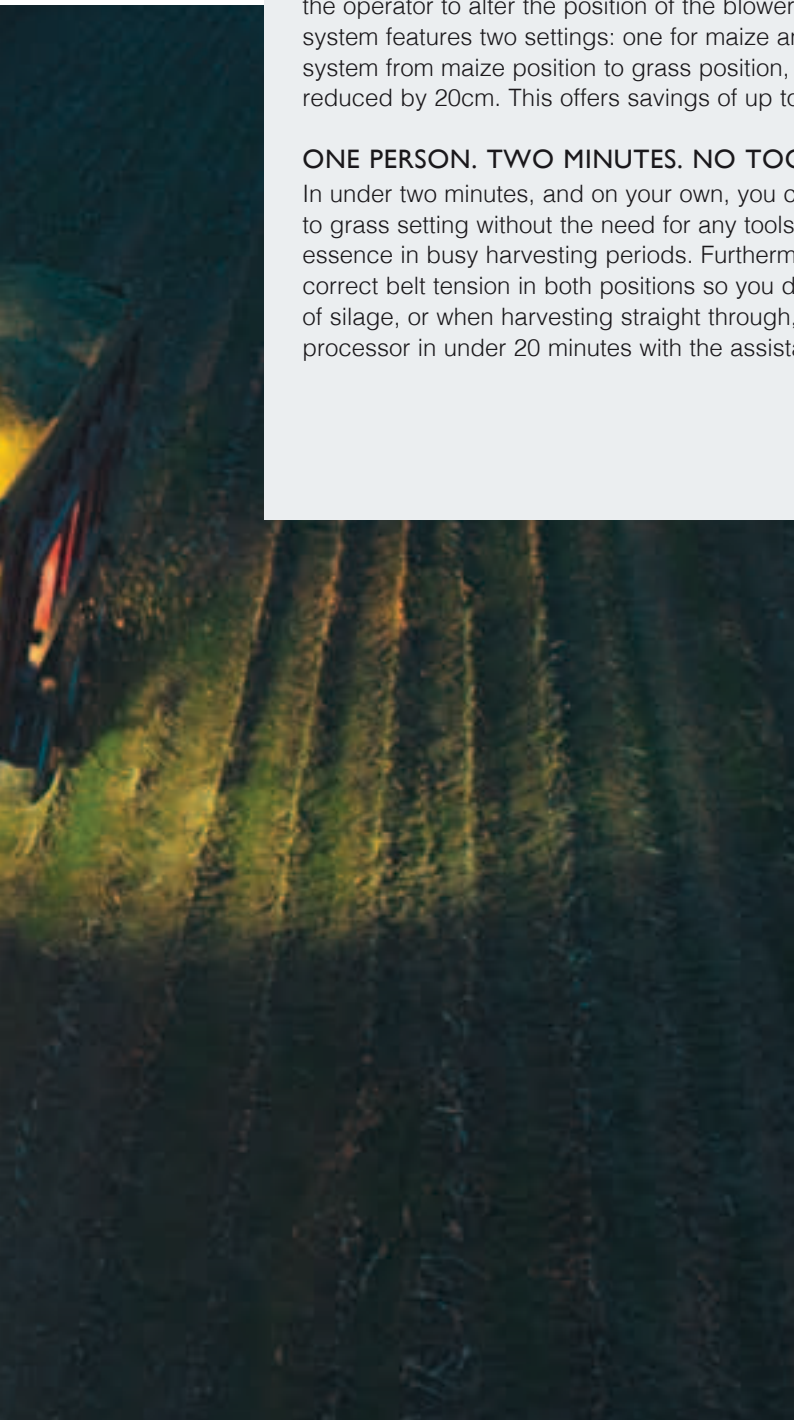 the operator to alter the position of the blower
system features two settings: one for maize an
system from maize position to grass position,
reduced by 20cm. This offers savings of up to
ONE PERSON. TWO MINUTES. NO TOO
In under two minutes, and on your own, you c
to grass setting without the need for any tools
essence in busy harvesting periods. Furtherm
correct belt tension in both positions so you d
of silage, or when harvesting straight through,
processor in under 20 minutes with the assista